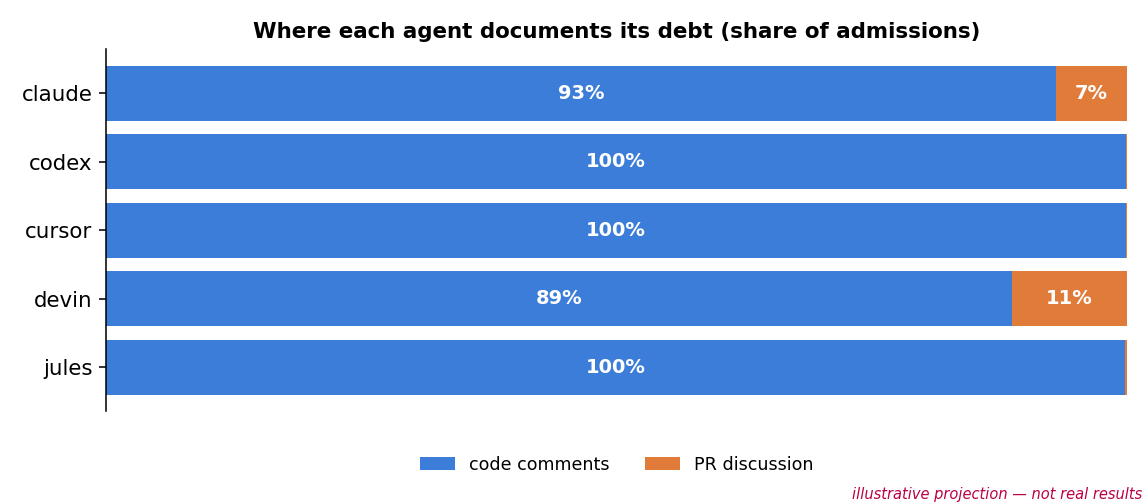 Where each agent documents its debt (share of admissions)
claude 93% 7%
codex 100%
cursor 100%
devin 89% 11%
jules 100%
code comments PR discussion
illustrative projection — not real results